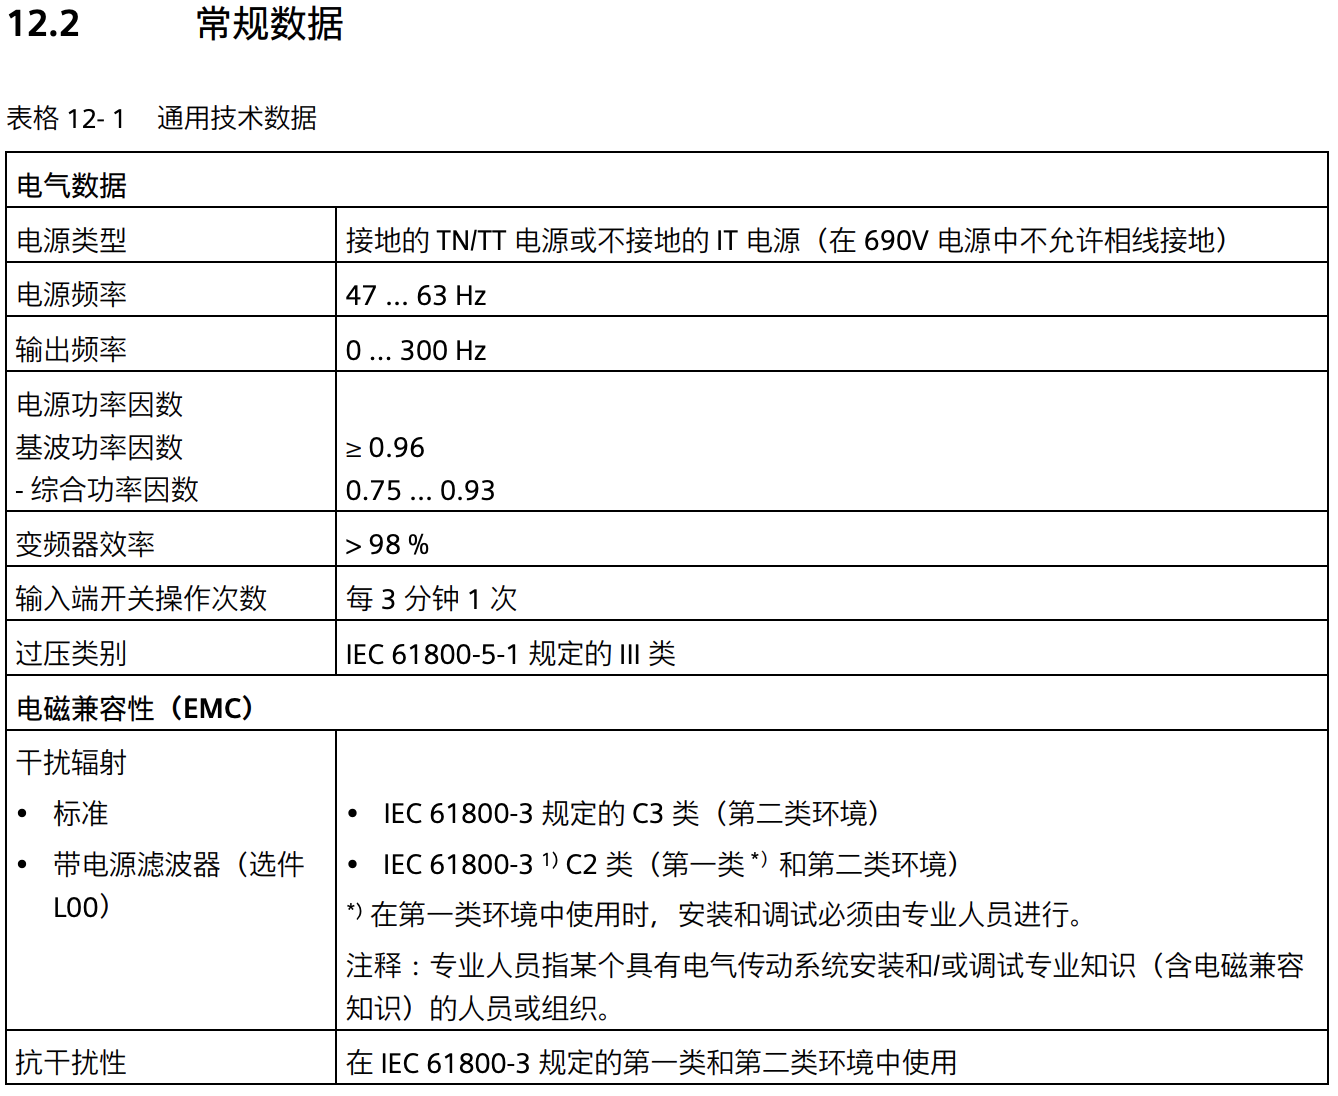 12.2 常规数据
表格 12- 1 通用技术数据
电气数据
电源类型 接地的 TN/TT 电源或不接地的 IT 电源（在 690V 电源中不允许相线接地）
电源频率 47 ... 63 Hz
输出频率 0 ... 300 Hz
电源功率因数
基波功率因数 ≥ 0.96
- 综合功率因数 0.75 ... 0.93
变频器效率 > 98 %
输入端开关操作次数 每 3 分钟 1 次
过压类别 IEC 61800-5-1 规定的 III 类
电磁兼容性（EMC）
干扰辐射
• 标准 • IEC 61800-3 规定的 C3 类（第二类环境）
• 带电源滤波器（选件 • IEC 61800-3 1) C2 类（第一类 *) 和第二类环境）
L00）
*) 在第一类环境中使用时，安装和调试必须由专业人员进行。
注释：专业人员指某个具有电气传动系统安装和/或调试专业知识（含电磁兼容
知识）的人员或组织。
抗干扰性 在 IEC 61800-3 规定的第一类和第二类环境中使用